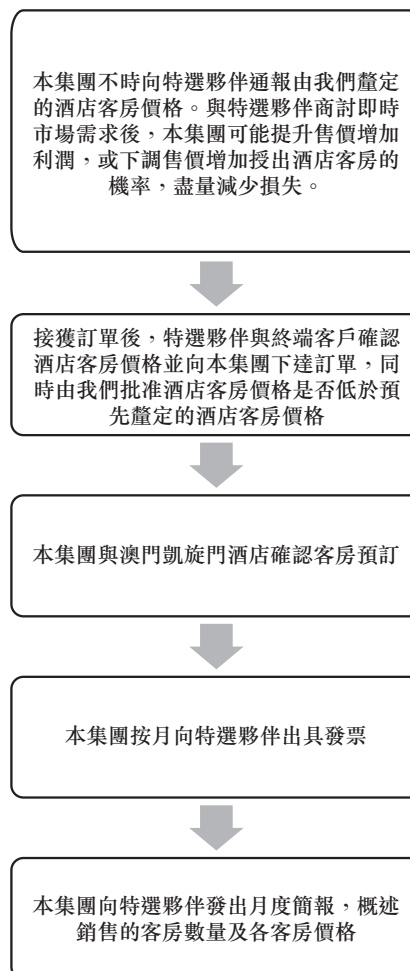 本集團不時向特選夥伴通報由我們釐定
的酒店客房價格。與特選夥伴商討即時
市場需求後，本集團可能提升售價增加
利潤，或下調售價增加授出酒店客房的
機率，盡量減少損失。
接獲訂單後，特選夥伴與終端客戶確認
酒店客房價格並向本集團下達訂單，同
時由我們批准酒店客房價格是否低於預
先釐定的酒店客房價格
本集團與澳門凱旋門酒店確認客房預訂
本集團按月向特選夥伴出具發票
本集團向特選夥伴發出月度簡報，概述
銷售的客房數量及各客房價格